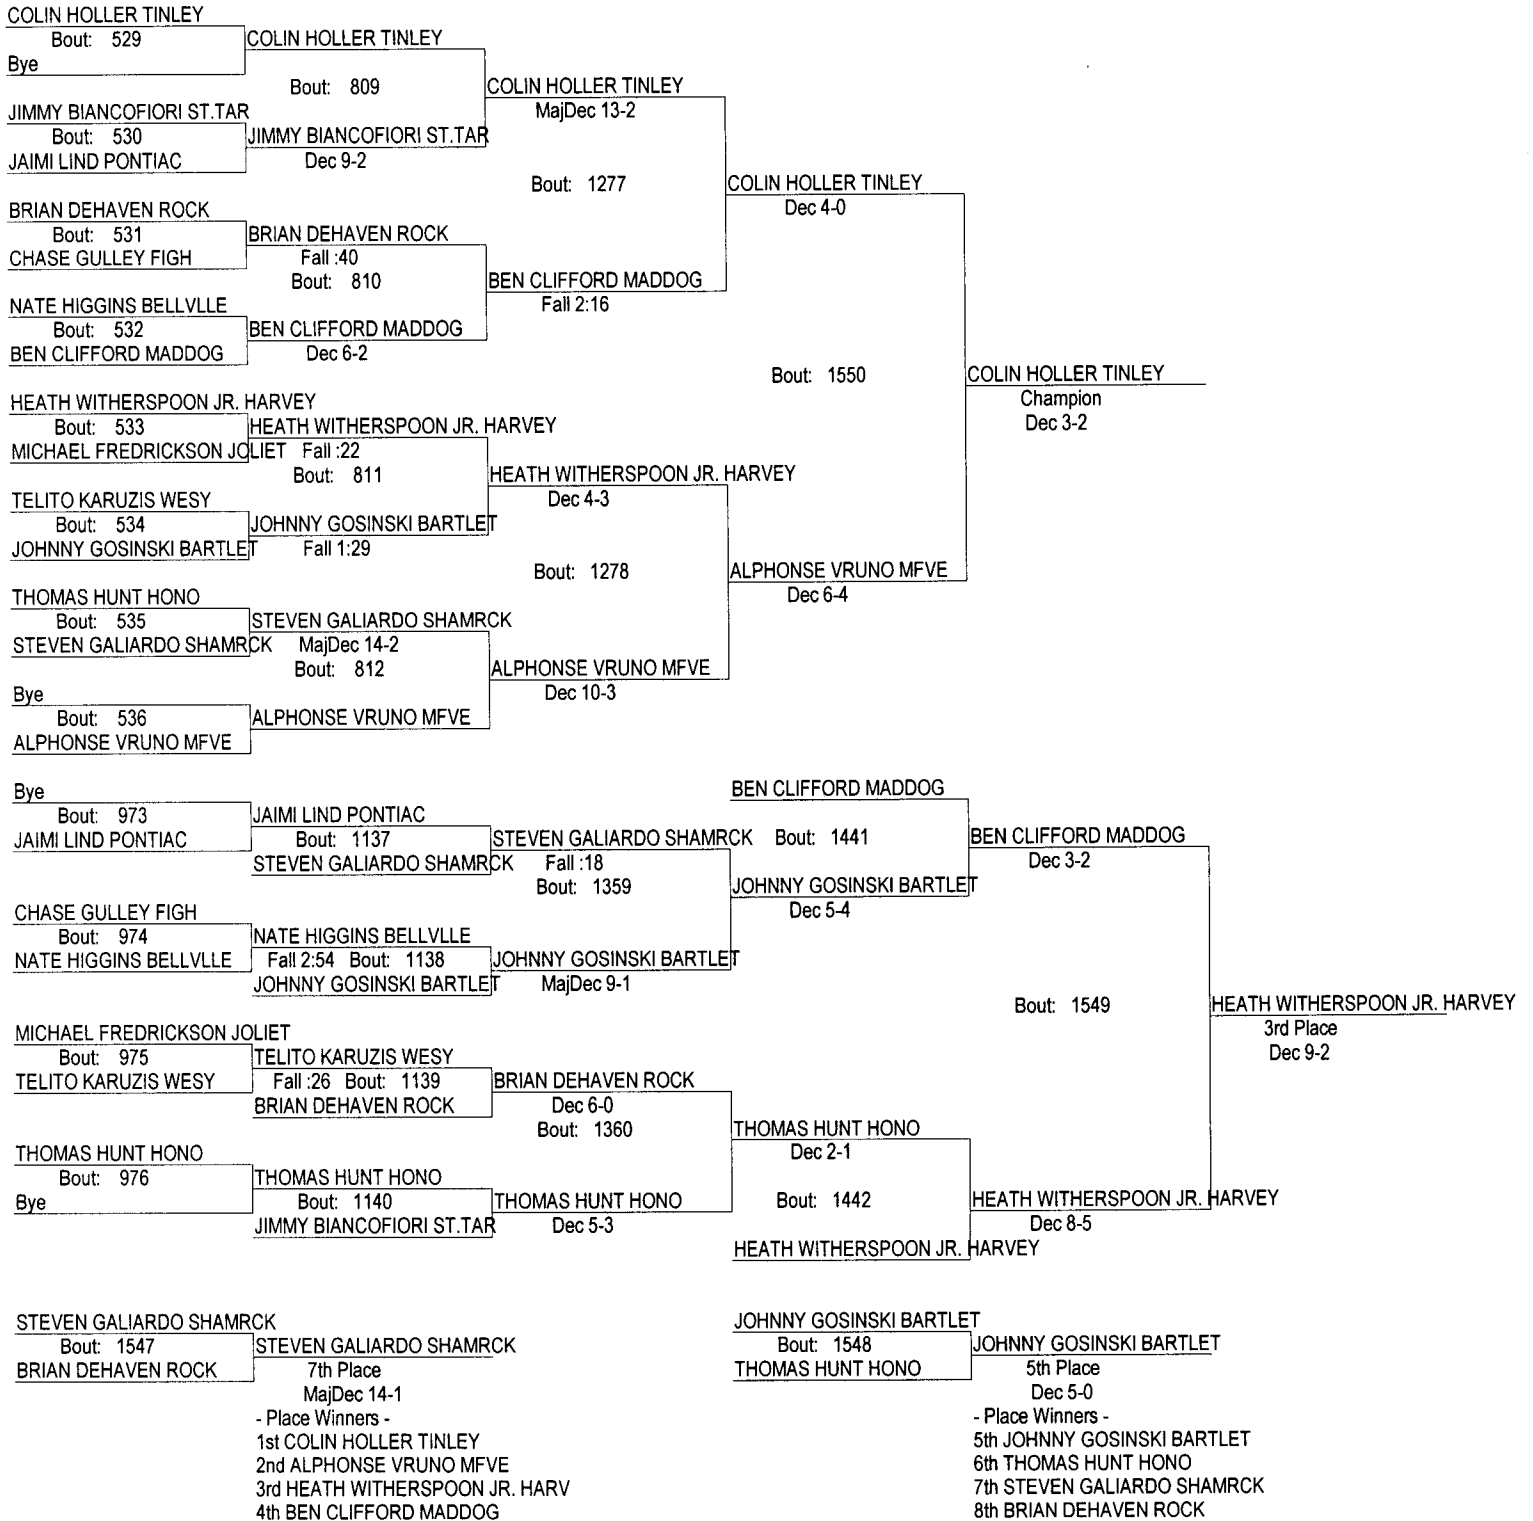 COLIN HOLLER TINLEY
Bout: 529
Bye
COLIN HOLLER TINLEY
Bout: 809
JIMMY BIANCOFIORI ST.TAR
Bout: 530
JAIMI LIND PONTIAC
JIMMY BIANCOFIORI ST.TAR
Dec 9-2
COLIN HOLLER TINLEY
MajDec 13-2
Bout: 1277
BRIAN DEHAVEN ROCK
Bout: 531
CHASE GULLEY FIGH
BRIAN DEHAVEN ROCK
Fall :40
Bout: 810
NATE HIGGINS BELLVLLE
Bout: 532
BEN CLIFFORD MADDOG
BEN CLIFFORD MADDOG
Dec 6-2
BEN CLIFFORD MADDOG
Fall 2:16
COLIN HOLLER TINLEY
Dec 4-0
Bout: 1550
COLIN HOLLER TINLEY
Champion
Dec 3-2
HEATH WITHERSPOON JR. HARVEY
Bout: 533
MICHAEL FREDRICKSON JOLIET
HEATH WITHERSPOON JR. HARVEY
Fall :22
Bout: 811
TELITO KARUZIS WESY
Bout: 534
JOHNNY GOSINSKI BARTLET
JOHNNY GOSINSKI BARTLET
Fall 1:29
HEATH WITHERSPOON JR. HARVEY
Dec 4-3
Bout: 1278
THOMAS HUNT HONO
Bout: 535
STEVEN GALIARDO SHAMRCK
STEVEN GALIARDO SHAMRCK
MajDec 14-2
Bout: 812
Bye
Bout: 536
ALPHONSE VRUNO MFVE
ALPHONSE VRUNO MFVE
ALPHONSE VRUNO MFVE
Dec 10-3
ALPHONSE VRUNO MFVE
Dec 6-4
Bye
Bout: 973
JAIMI LIND PONTIAC
JAIMI LIND PONTIAC
Bout: 1137
STEVEN GALIARDO SHAMRCK
STEVEN GALIARDO SHAMRCK
Fall :18
Bout: 1359
CHASE GULLEY FIGH
Bout: 974
NATE HIGGINS BELLVLLE
NATE HIGGINS BELLVLLE
Fall 2:54 Bout: 1138
JOHNNY GOSINSKI BARTLET
JOHNNY GOSINSKI BARTLET
MajDec 9-1
BEN CLIFFORD MADDOG
Bout: 1441
JOHNNY GOSINSKI BARTLET
Dec 5-4
BEN CLIFFORD MADDOG
Dec 3-2
Bout: 1549
HEATH WITHERSPOON JR. HARVEY
3rd Place
Dec 9-2
MICHAEL FREDRICKSON JOLIET
Bout: 975
TELITO KARUZIS WESY
TELITO KARUZIS WESY
Fall :26 Bout: 1139
BRIAN DEHAVEN ROCK
BRIAN DEHAVEN ROCK
Dec 6-0
Bout: 1360
THOMAS HUNT HONO
Bout: 976
Bye
THOMAS HUNT HONO
Bout: 1140
JIMMY BIANCOFIORI ST.TAR
THOMAS HUNT HONO
Dec 5-3
THOMAS HUNT HONO
Dec 2-1
Bout: 1442
HEATH WITHERSPOON JR. HARVEY
HEATH WITHERSPOON JR. HARVEY
Dec 8-5
STEVEN GALIARDO SHAMRCK
Bout: 1547
BRIAN DEHAVEN ROCK
STEVEN GALIARDO SHAMRCK
7th Place
MajDec 14-1
- Place Winners -
1st COLIN HOLLER TINLEY
2nd ALPHONSE VRUNO MFVE
3rd HEATH WITHERSPOON JR. HARV
4th BEN CLIFFORD MADDOG
JOHNNY GOSINSKI BARTLET
Bout: 1548
THOMAS HUNT HONO
JOHNNY GOSINSKI BARTLET
5th Place
Dec 5-0
- Place Winners -
5th JOHNNY GOSINSKI BARTLET
6th THOMAS HUNT HONO
7th STEVEN GALIARDO SHAMRCK
8th BRIAN DEHAVEN ROCK